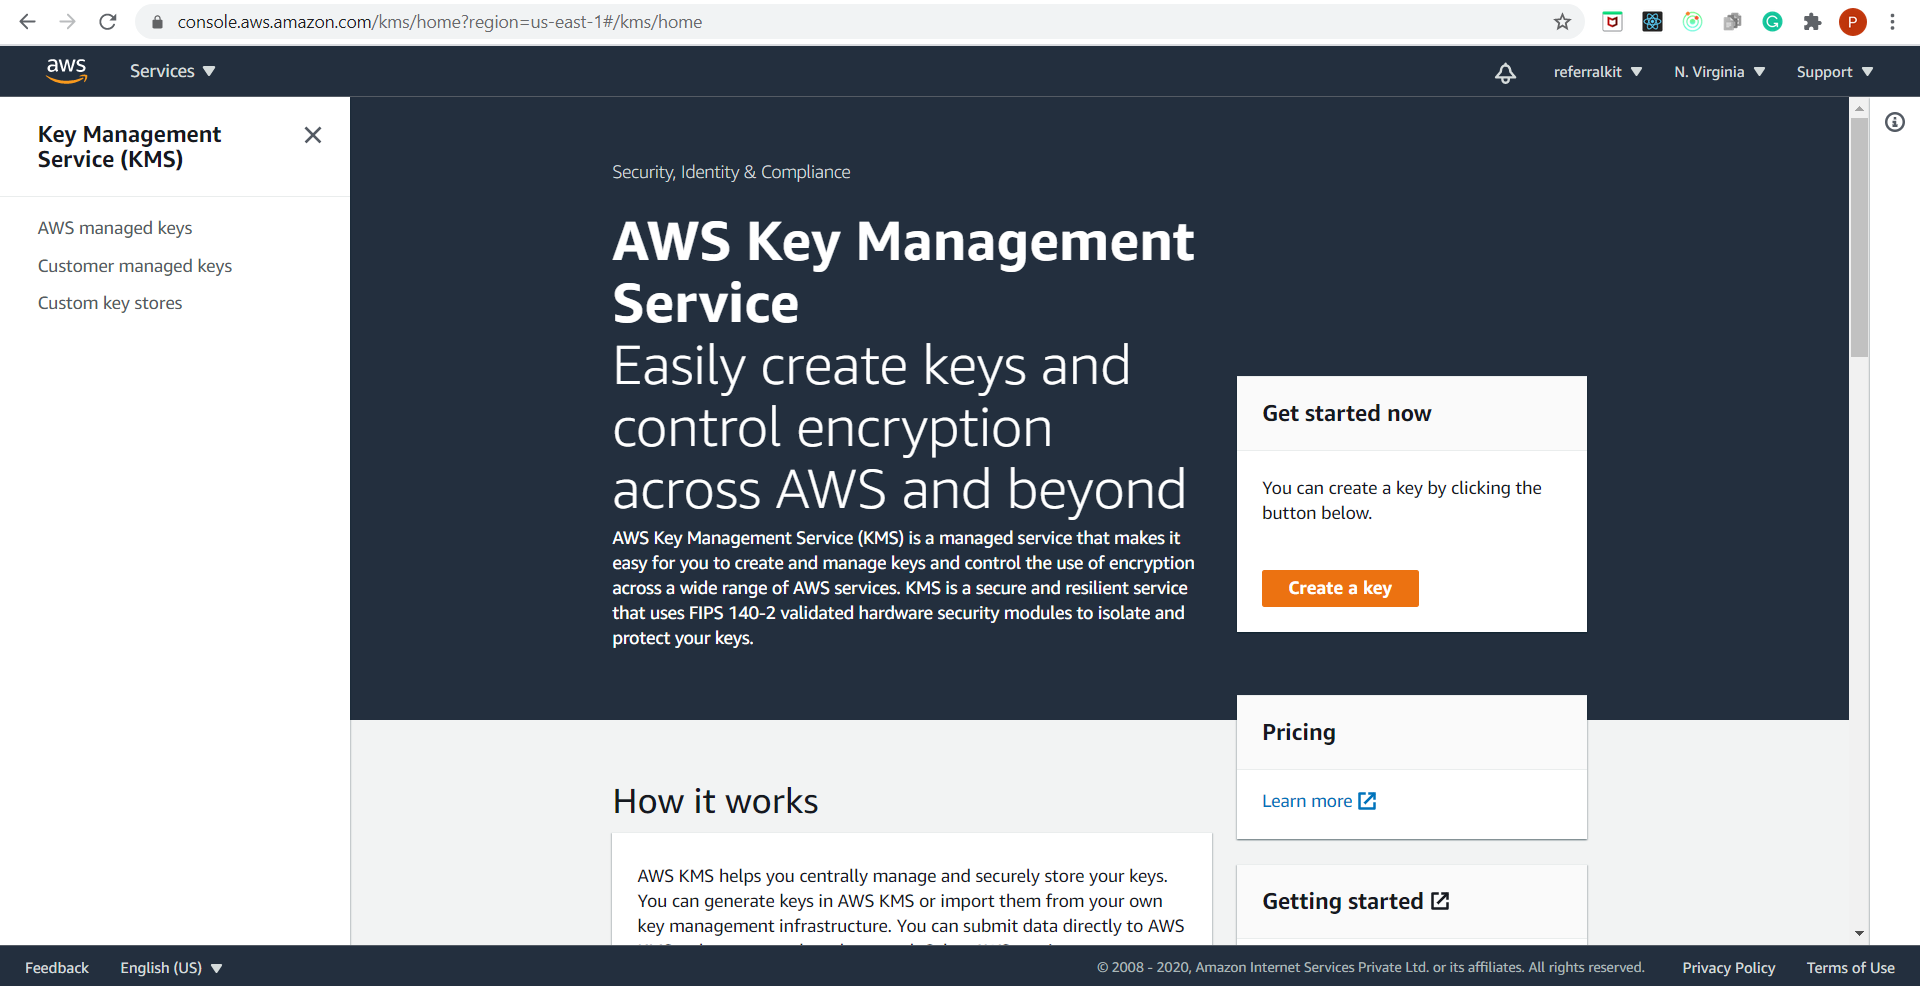 console.aws.amazon.com/kms/home?region=us-east-1#/kms/home
P
aws
Services
referralkit
N. Virginia
Support
Key Management
Service (KMS)
AWS managed keys
Customer managed keys
Custom key stores
Security, Identity & Compliance
AWS Key Management
Service
Easily create keys and
control encryption
across AWS and beyond
AWS Key Management Service (KMS) is a managed service that makes it
easy for you to create and manage keys and control the use of encryption
across a wide range of AWS services. KMS is a secure and resilient service
that uses FIPS 140-2 validated hardware security modules to isolate and
protect your keys.
Get started now
You can create a key by clicking the
button below.
Create a key
Pricing
Learn more
Getting started
How it works
AWS KMS helps you centrally manage and securely store your keys.
You can generate keys in AWS KMS or import them from your own
key management infrastructure. You can submit data directly to AWS
Feedback
English (US)
© 2008 - 2020, Amazon Internet Services Private Ltd. or its affiliates. All rights reserved.
Privacy Policy
Terms of Use